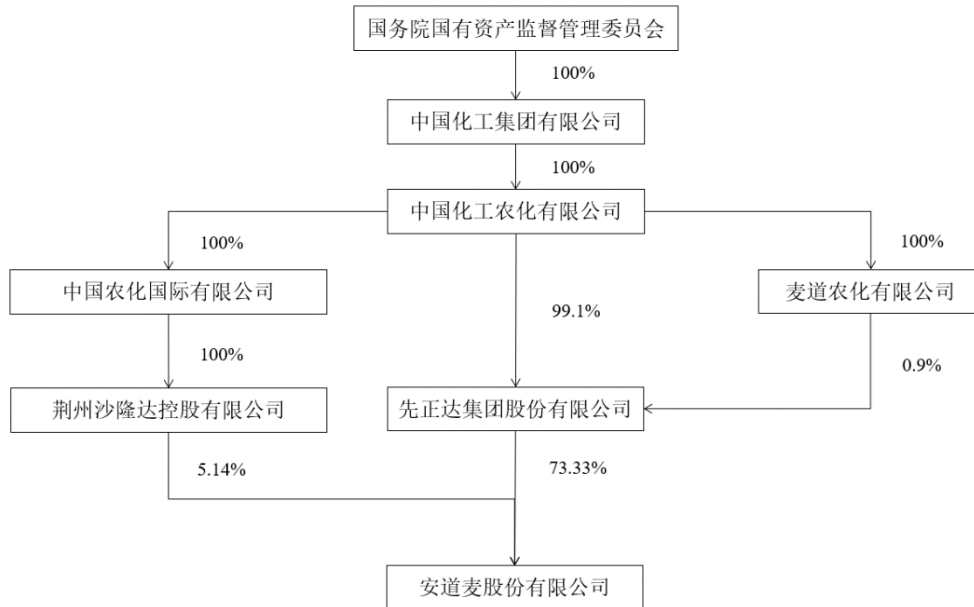 国务院国有资产监督管理委员会
100%
中国化工集团有限公司
100%
中国化工农化有限公司
100%
100%
中国农化国际有限公司
99.1%
麦道农化有限公司
100%
0.9%
荆州沙隆达控股有限公司
先正达集团股份有限公司
5.14%
73.33%
安道麦股份有限公司